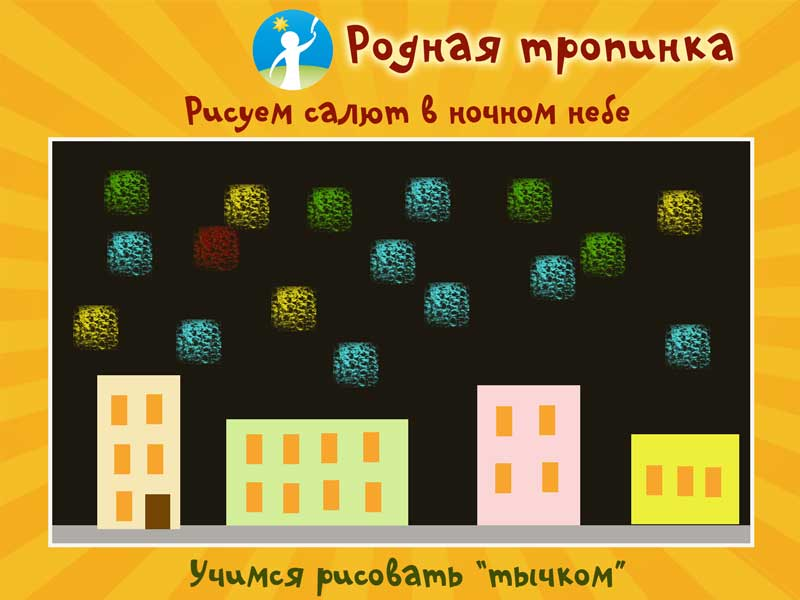 Родная тропинка
Рисуем салют в ночном небе
Учимся рисовать "тычком"